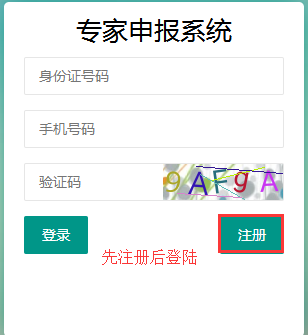 专家申报系统
身份证号码
手机号码
验证码 9AFgA
登录 注册
先注册后登陆